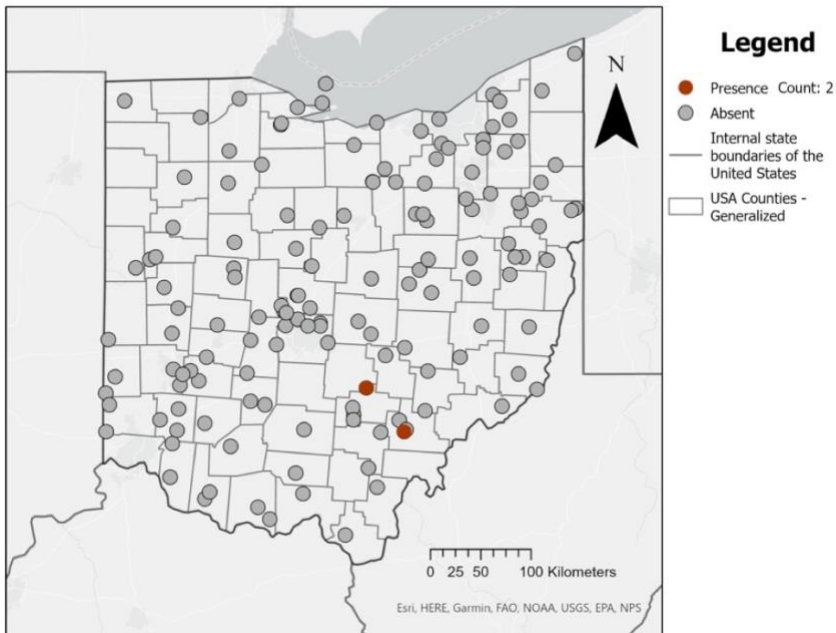 Legend
N
Presence Count: 2
Absent
Internal state
boundaries of the
United States
USA Counties -
Generalized
0 25 50 100 Kilometers
Esri, HERE, Garmin, FAO, NOAA, USGS, EPA, NPS